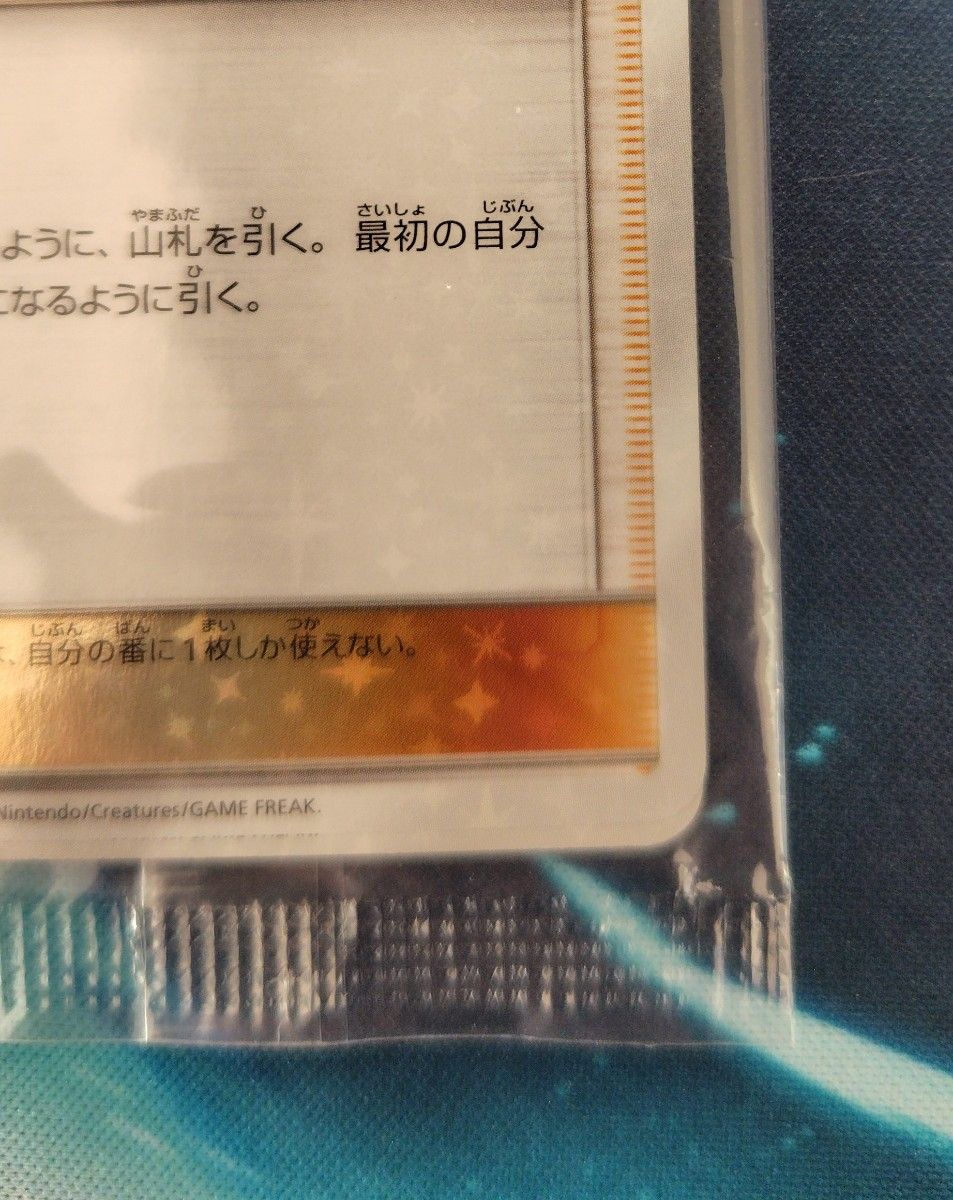 ように、山札を引く。最初の自分
になるように引く。
、自分の番に1枚しか使えない。
Nintendo/Creatures/GAME FREAK.